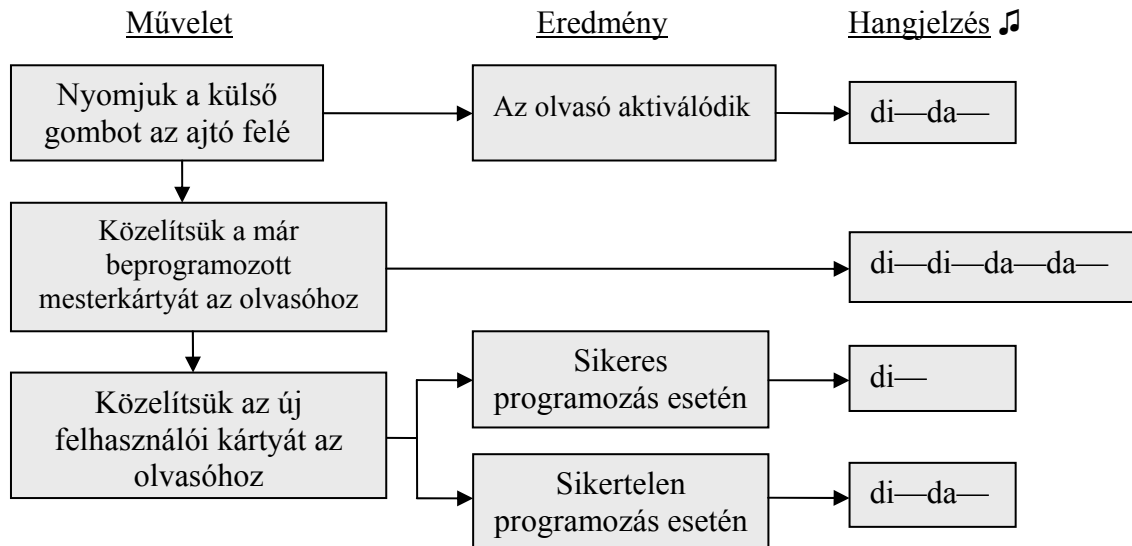 Művelet Eredmény Hangjelzés ♫
Nyomjuk a külső
gombot az ajtó felé
Az olvasó aktiválódik
di—da—
Közelítsük a már
beprogramozott
mesterkártyát az olvasóhoz
di—di—da—da—
Közelítsük az új
felhasználói kártyát az
olvasóhoz
Sikeres
programozás esetén
di—
Sikertelen
programozás esetén
di—da—